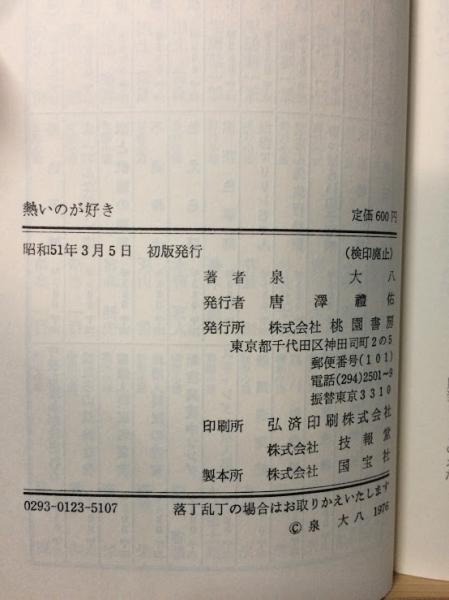 熱いのが好き 定価600円
昭和51年3月5日 初版発行 (検印廃止)
著者 泉 大八
発行者 唐澤禮佑
発行所 株式会社桃園書房
東京都千代田区神田司町2の5
郵便番号(101)
電話(294)2501〜9
振替東京3310
印刷所 弘済印刷株式会社
株式会社 技報堂
製本所 株式会社 国宝社
0293-0123-5107 落丁乱丁の場合はお取りかえいたします
© 泉 大八 1976